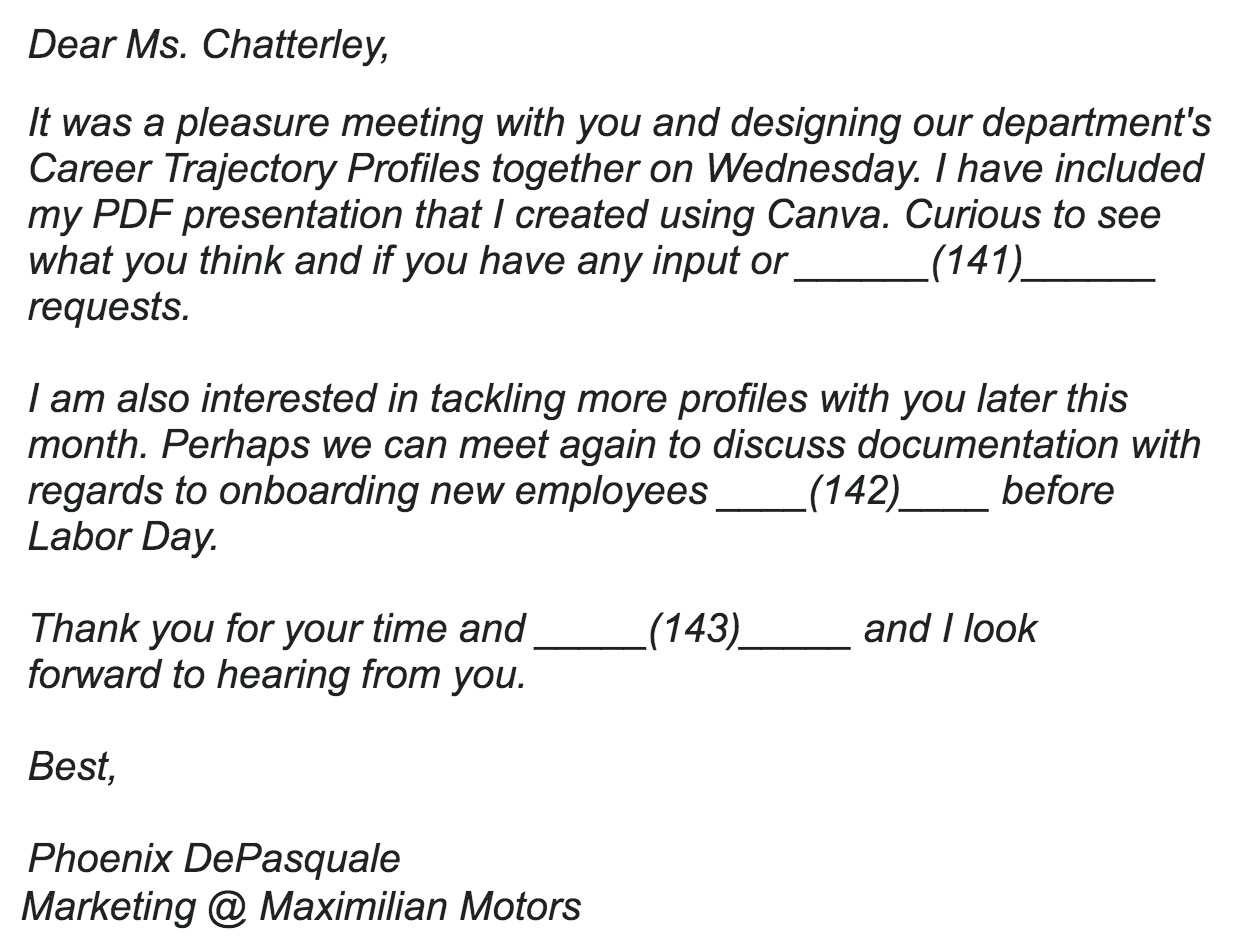 Dear Ms. Chatterley,
It was a pleasure meeting with you and designing our department's
Career Trajectory Profiles together on Wednesday. I have included
my PDF presentation that I created using Canva. Curious to see
what you think and if you have any input or ______(141)______
requests.
I am also interested in tackling more profiles with you later this
month. Perhaps we can meet again to discuss documentation with
regards to onboarding new employees ____(142)____ before
Labor Day.
Thank you for your time and _____(143)_____ and I look
forward to hearing from you.
Best,
Phoenix DePasquale
Marketing @ Maximilian Motors